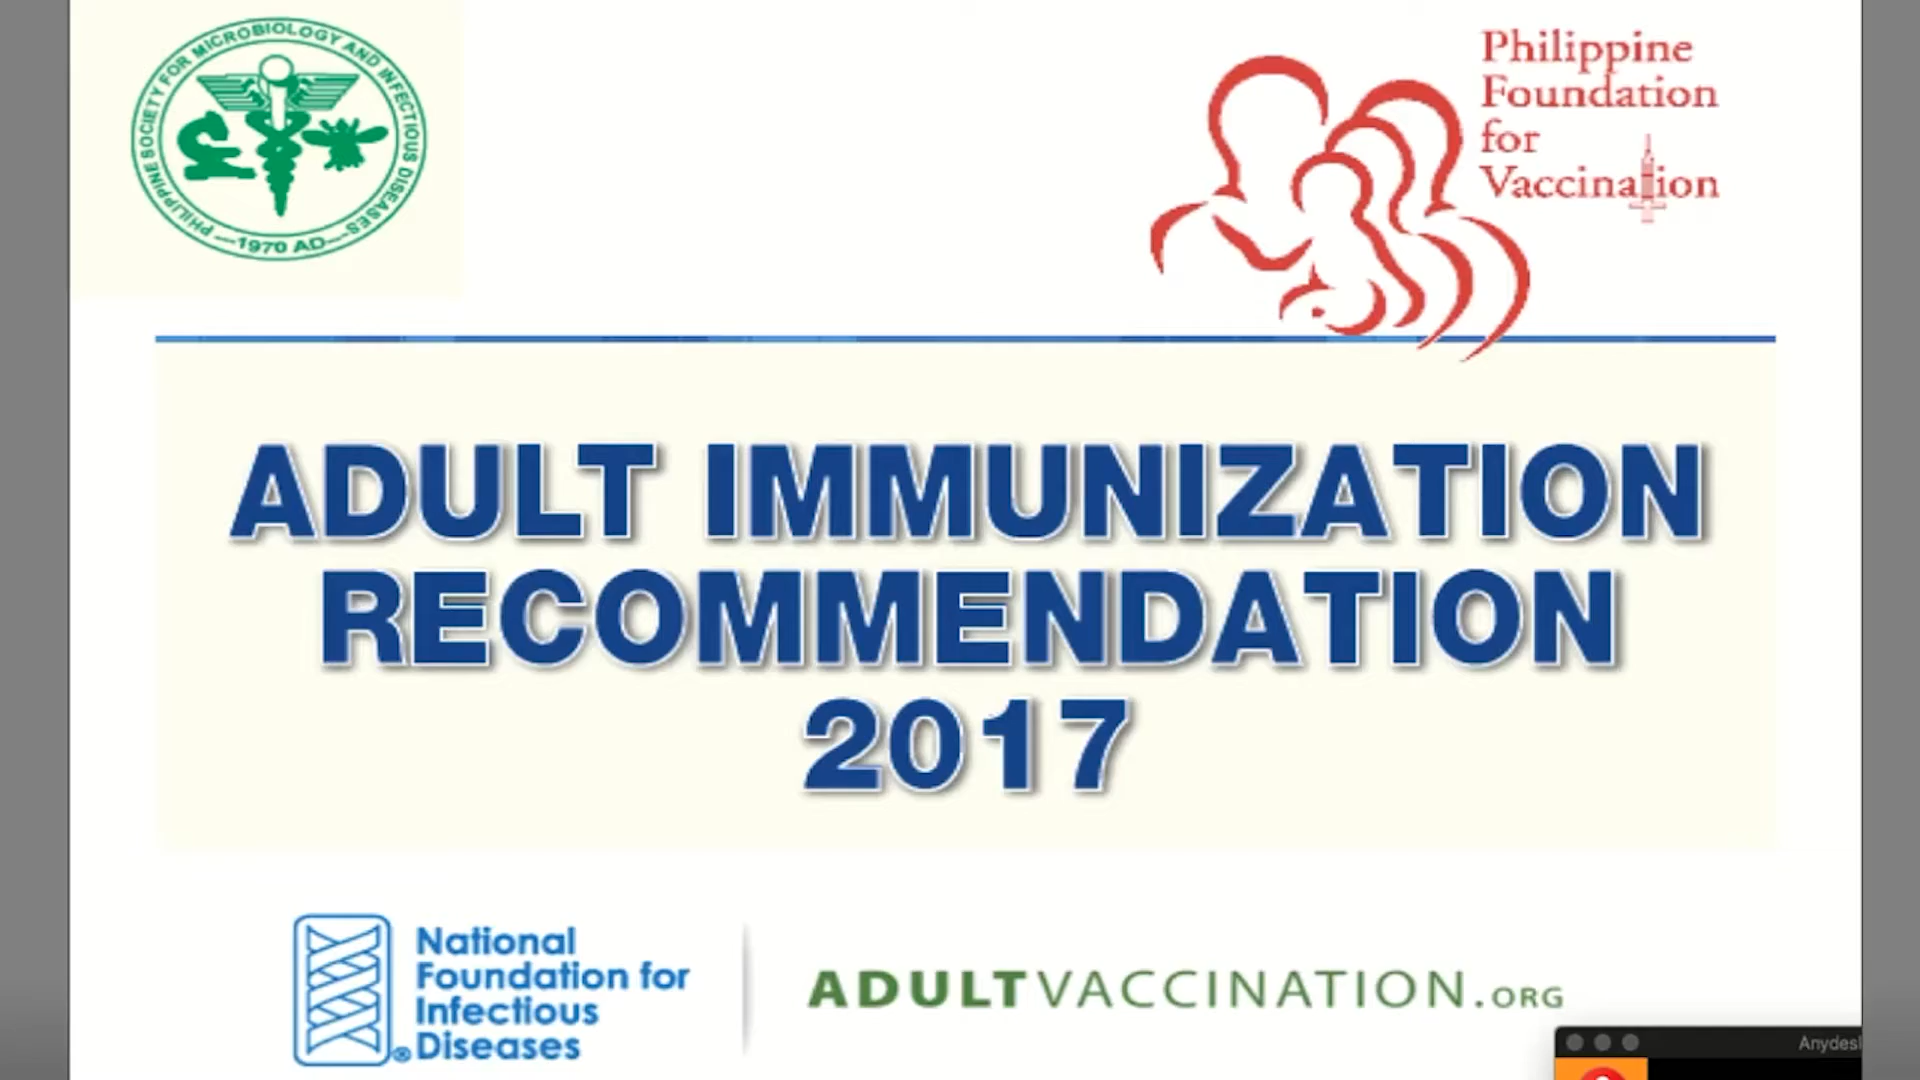 PHILIPPINE SOCIETY FOR MICROBIOLOGY AND INFECTIOUS DISEASES
—1970 AD—
Philippine
Foundation
for
Vaccination
ADULT IMMUNIZATION
RECOMMENDATION
2017
National
Foundation for
Infectious
®Diseases
ADULTVACCINATION.ORG